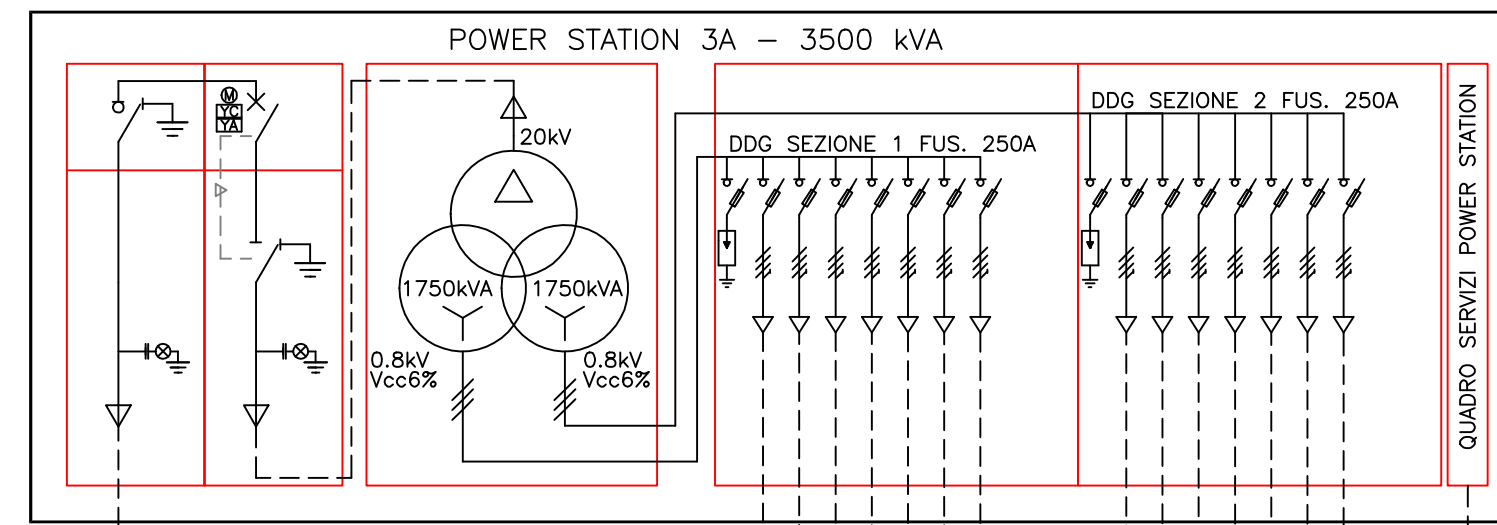 POWER STATION 3A - 3500 kVA
M
YC
YA
20kV
1750kVA
1750kVA
0.8kV
Vcc6%
0.8kV
Vcc6%
DDG SEZIONE 1 FUS. 250A
DDG SEZIONE 2 FUS. 250A
QUADRO SERVIZI POWER STATION